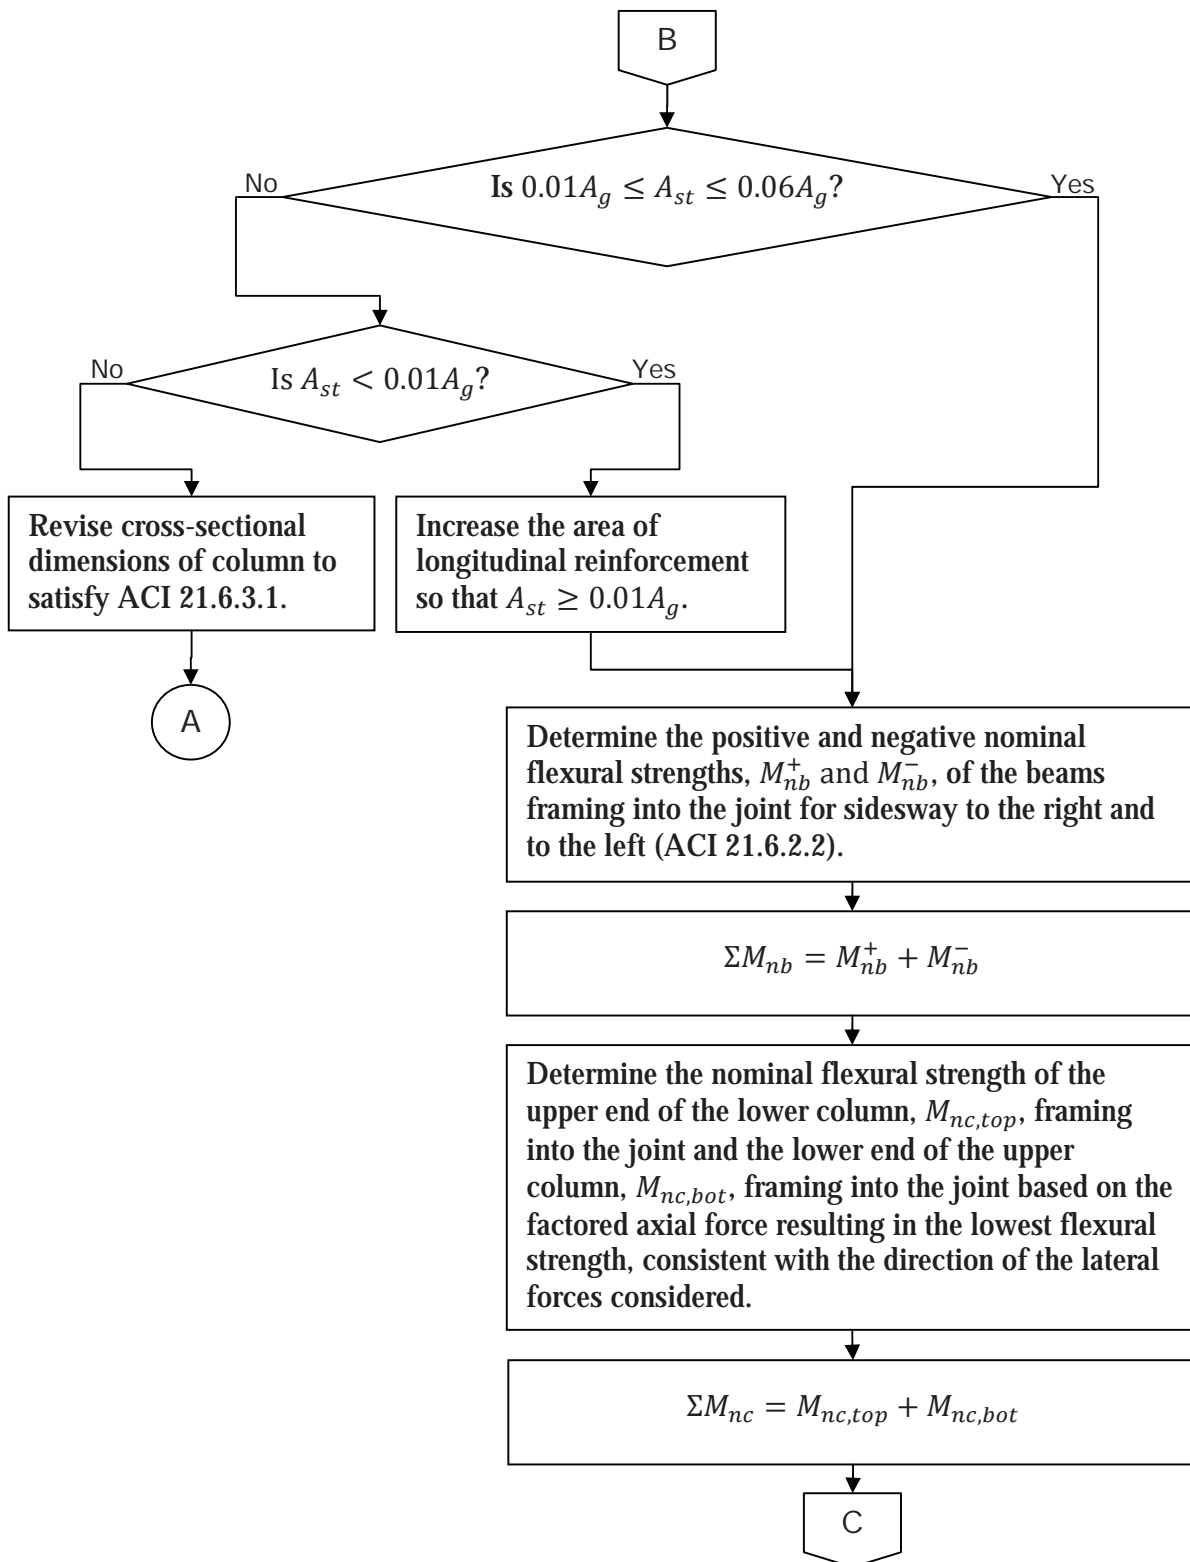 B
Is 0.01A_g ≤ A_st ≤ 0.06A_g?
No
Yes
Is A_st < 0.01A_g?
No
Yes
Revise cross-sectional
dimensions of column to
satisfy ACI 21.6.3.1.
Increase the area of
longitudinal reinforcement
so that A_st ≥ 0.01A_g.
A
Determine the positive and negative nominal
flexural strengths, M_nb^+ and M_nb^-, of the beams
framing into the joint for sidesway to the right and
to the left (ACI 21.6.2.2).
ΣM_nb = M_nb^+ + M_nb^-
Determine the nominal flexural strength of the
upper end of the lower column, M_nc,top, framing
into the joint and the lower end of the upper
column, M_nc,bot, framing into the joint based on the
factored axial force resulting in the lowest flexural
strength, consistent with the direction of the lateral
forces considered.
ΣM_nc = M_nc,top + M_nc,bot
C